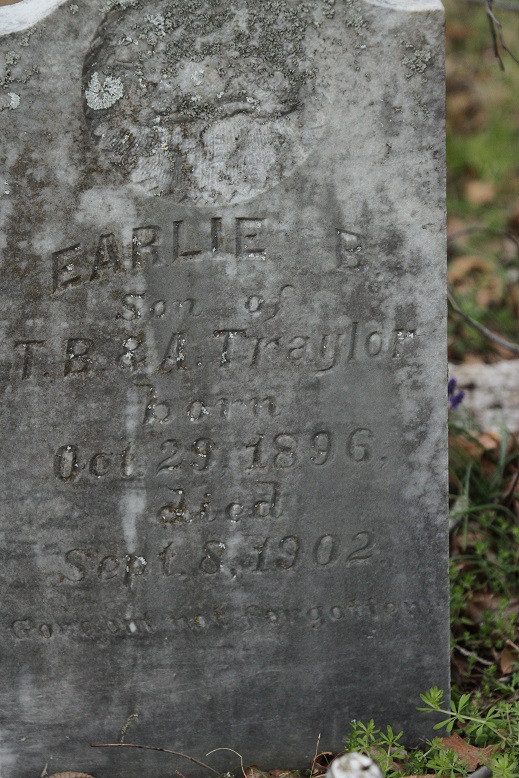 EARLIE B.
Son of
T. B. & A. Traylor
born
Oct. 29. 1896.
died
Sept. 8, 1902.
Gone but not forgotten